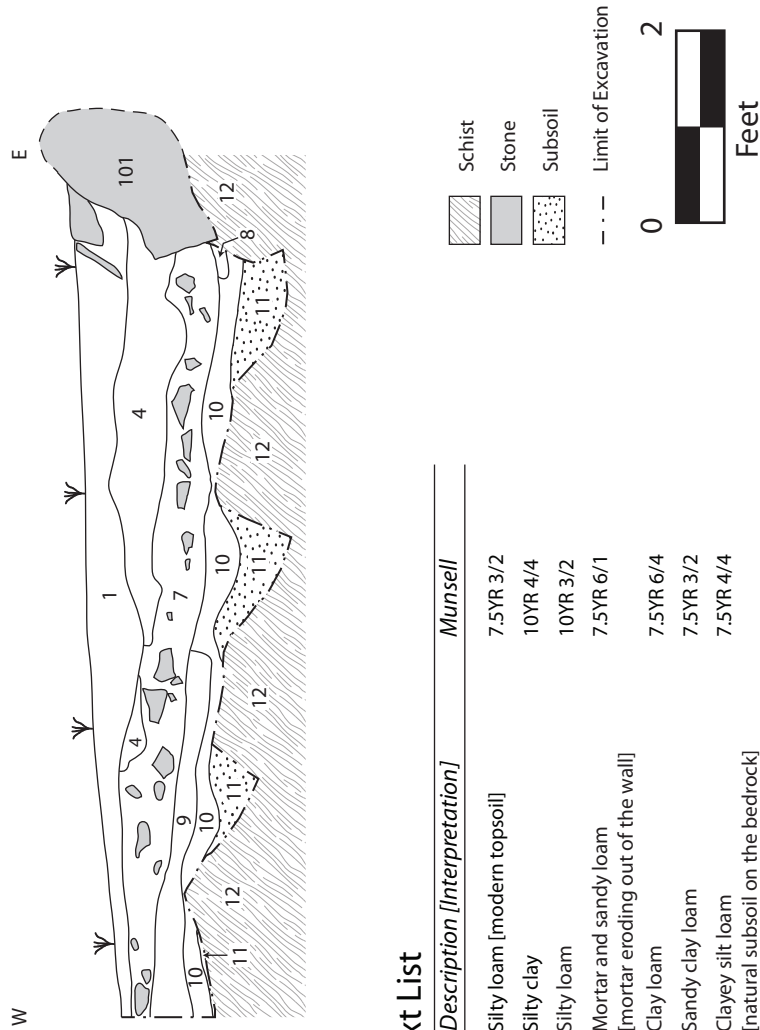 W
E
1
4
4
7
9
10
10
10
10
11
11
11
11
12
12
12
12
8
101
Schist
Stone
Subsoil
Limit of Excavation
0
2
Feet
xt List
Description [Interpretation] Munsell
Silty loam [modern topsoil] 7.5YR 3/2
Silty clay 10YR 4/4
Silty loam 10YR 3/2
Mortar and sandy loam 7.5YR 6/1
[mortar eroding out of the wall]
Clay loam 7.5YR 6/4
Sandy clay loam 7.5YR 3/2
Clayey silt loam 7.5YR 4/4
[natural subsoil on the bedrock]